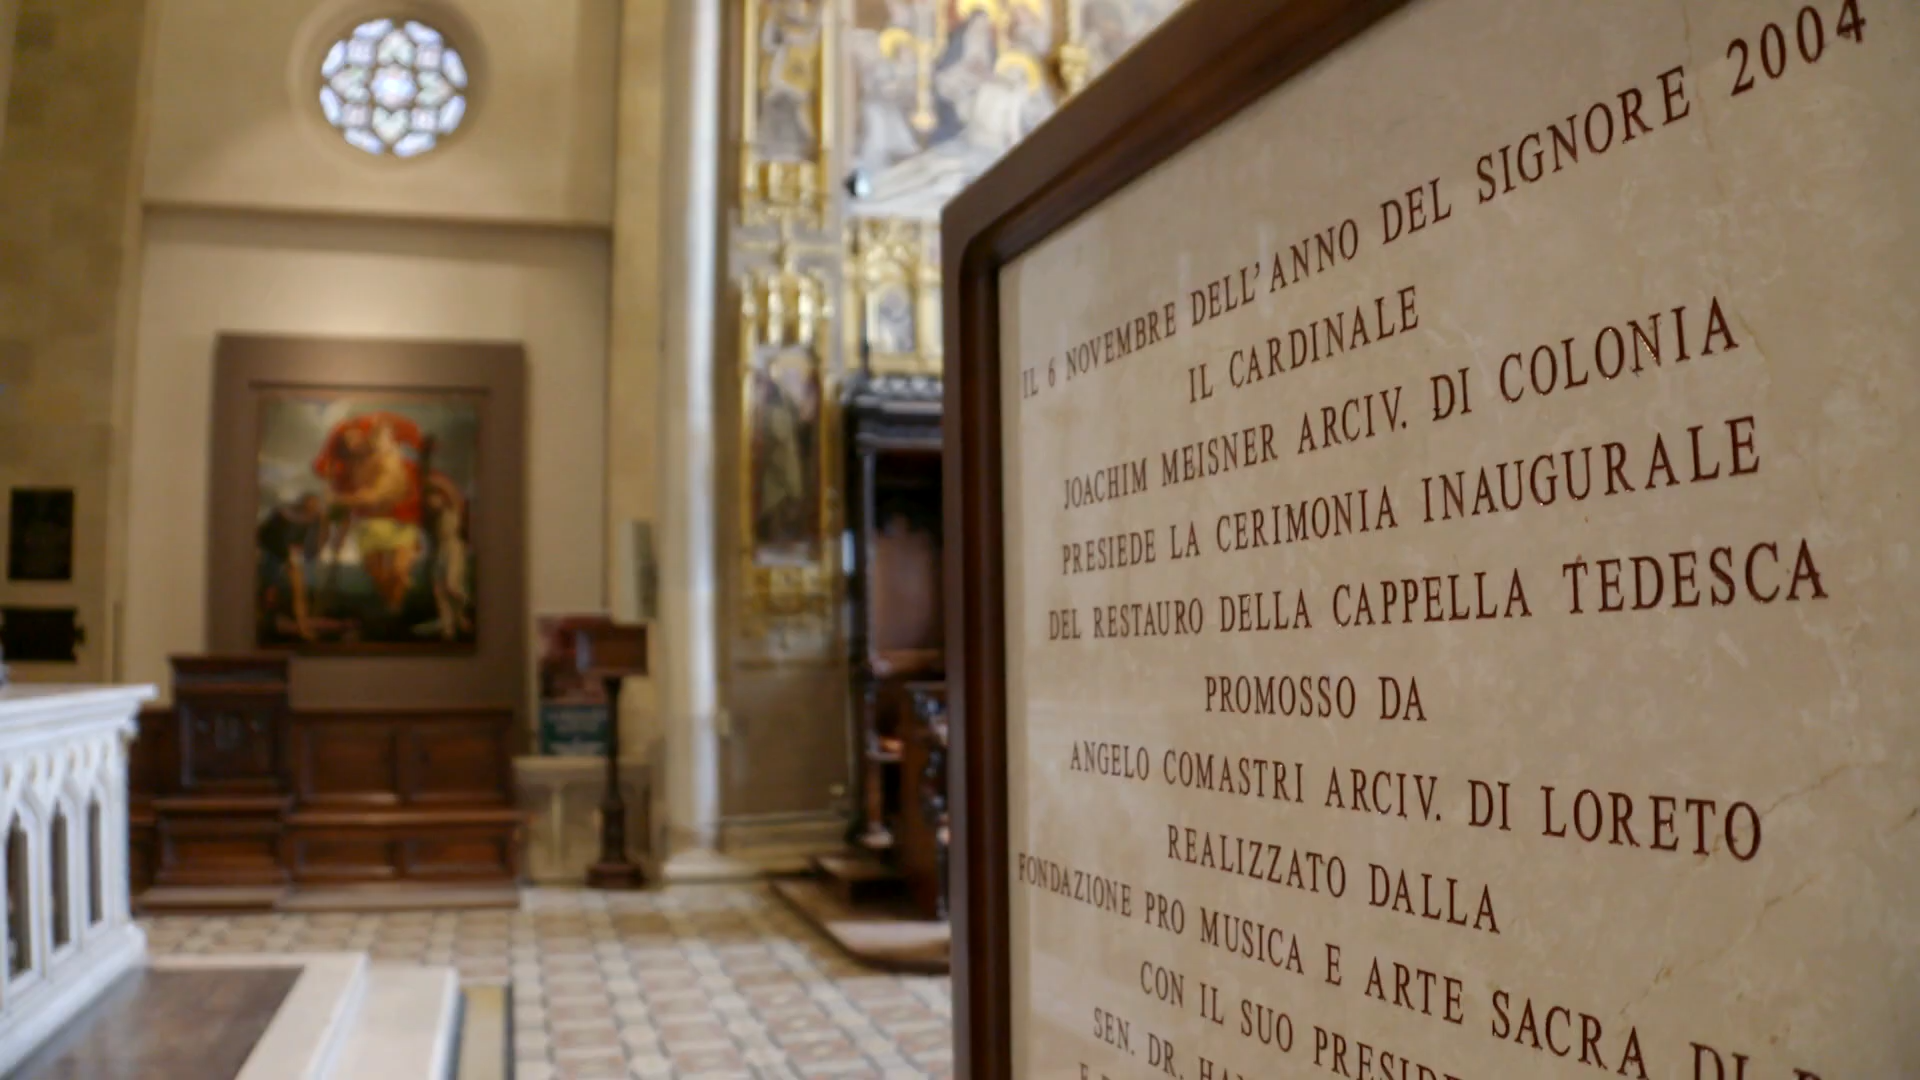 IL 6 NOVEMBRE DELL'ANNO DEL SIGNORE 2004
IL CARDINALE
JOACHIM MEISNER ARCIV. DI COLONIA
PRESIEDE LA CERIMONIA INAUGURALE
DEL RESTAURO DELLA CAPPELLA TEDESCA
PROMOSSO DA
ANGELO COMASTRI ARCIV. DI LORETO
REALIZZATO DALLA
FONDAZIONE PRO MUSICA E ARTE SACRA DI
CON IL SUO
SEN. DR.